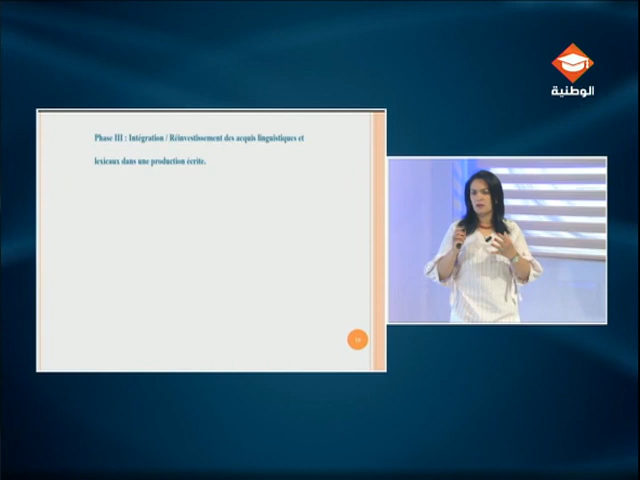 الوطنية
Phase III : Intégration / Réinvestissement des acquis linguistiques et
lexicaux dans une production écrite.